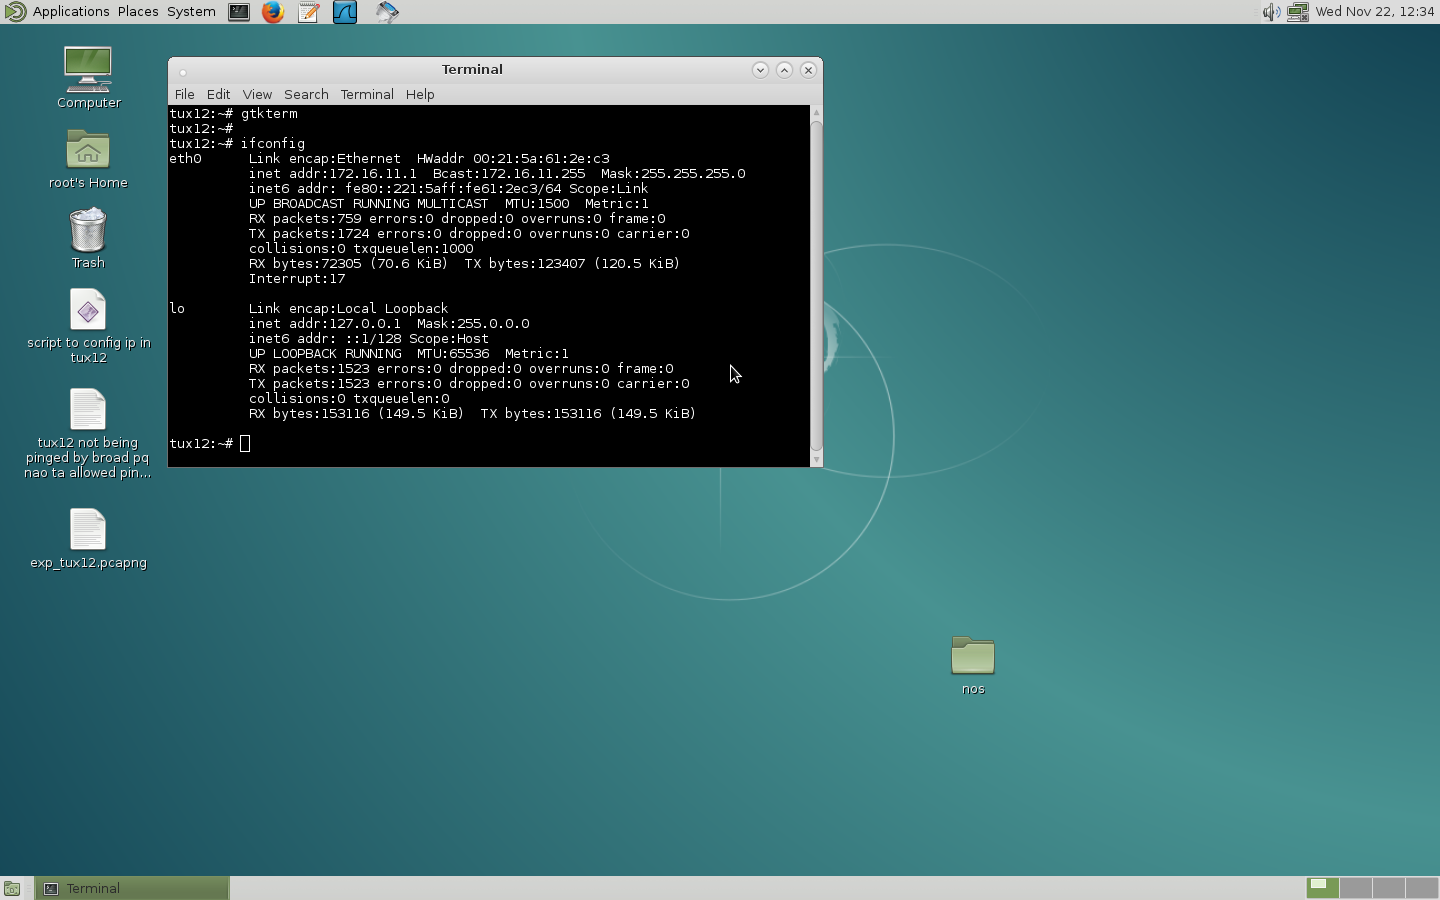 Applications Places System
Wed Nov 22, 12:34
Computer
root's Home
Trash
script to config ip in
tux12
tux12 not being
pinged by broad pq
nao ta allowed pin...
exp_tux12.pcapng
Terminal
File Edit View Search Terminal Help
tux12:~# gtkterm
tux12:~#
tux12:~# ifconfig
eth0      Link encap:Ethernet  HWaddr 00:21:5a:61:2e:c3
          inet addr:172.16.11.1  Bcast:172.16.11.255  Mask:255.255.255.0
          inet6 addr: fe80::221:5aff:fe61:2ec3/64 Scope:Link
          UP BROADCAST RUNNING MULTICAST  MTU:1500  Metric:1
          RX packets:759 errors:0 dropped:0 overruns:0 frame:0
          TX packets:1724 errors:0 dropped:0 overruns:0 carrier:0
          collisions:0 txqueuelen:1000
          RX bytes:72305 (70.6 KiB)  TX bytes:123407 (120.5 KiB)
          Interrupt:17
lo        Link encap:Local Loopback
          inet addr:127.0.0.1  Mask:255.0.0.0
          inet6 addr: ::1/128 Scope:Host
          UP LOOPBACK RUNNING  MTU:65536  Metric:1
          RX packets:1523 errors:0 dropped:0 overruns:0 frame:0
          TX packets:1523 errors:0 dropped:0 overruns:0 carrier:0
          collisions:0 txqueuelen:0
          RX bytes:153116 (149.5 KiB)  TX bytes:153116 (149.5 KiB)
tux12:~#
nos
Terminal